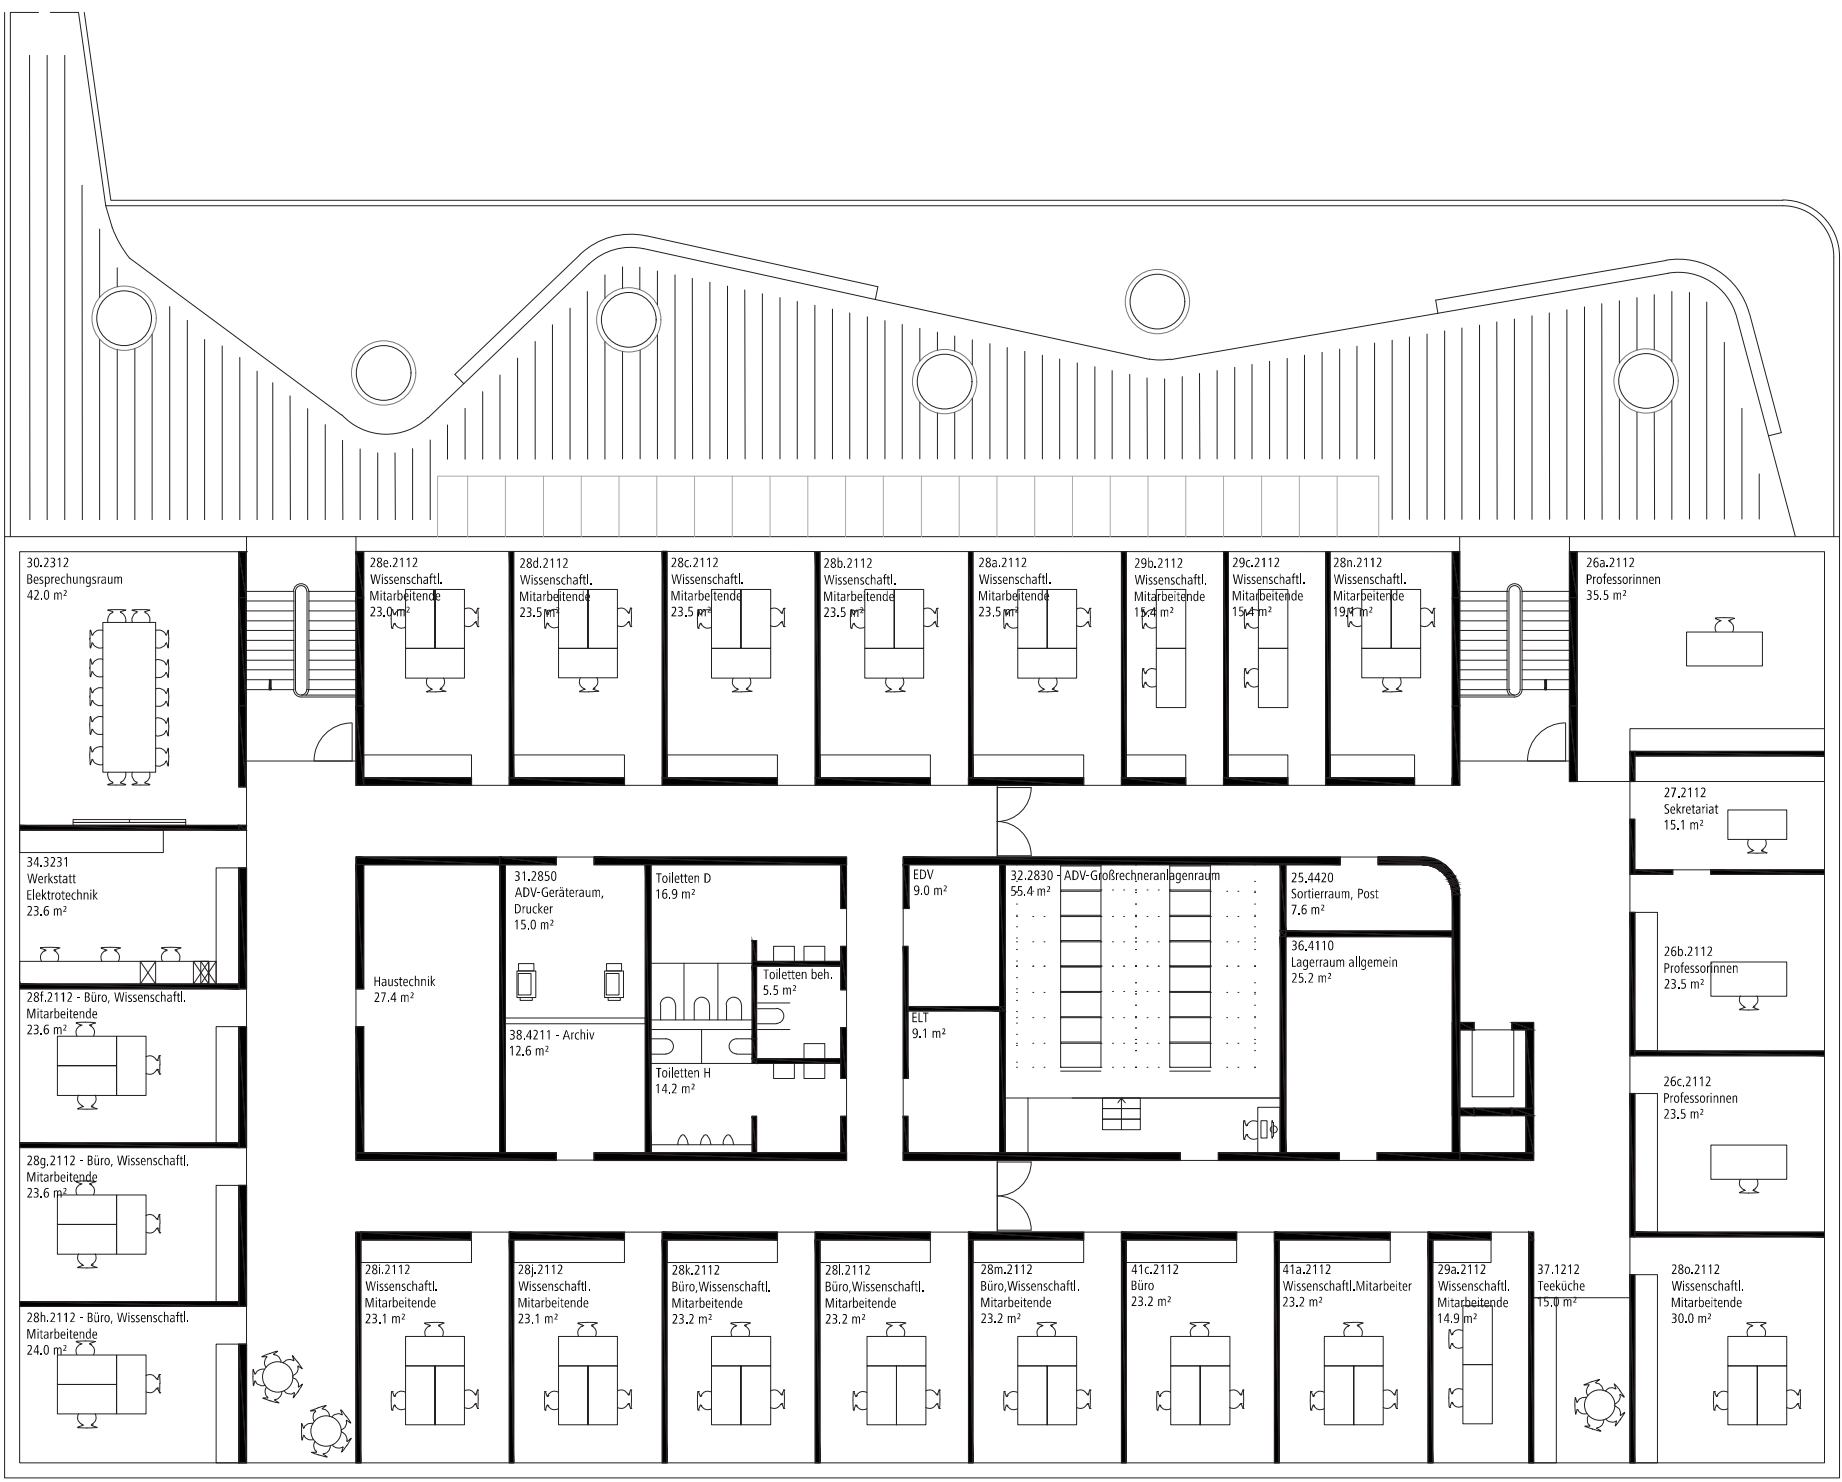 30.2312
Besprechungsraum
42.0 m²
28e.2112
Wissenschaftl.
Mitarbeitende
23.0 m²
28d.2112
Wissenschaftl.
Mitarbeitende
23.5 m²
28c.2112
Wissenschaftl.
Mitarbeitende
23.5 m²
28b.2112
Wissenschaftl.
Mitarbeitende
23.5 m²
28a.2112
Wissenschaftl.
Mitarbeitende
23.5 m²
29b.2112
Wissenschaftl.
Mitarbeitende
15.4 m²
29c.2112
Wissenschaftl.
Mitarbeitende
15.4 m²
28n.2112
Wissenschaftl.
Mitarbeitende
19.1 m²
26a.2112
Professorinnen
35.5 m²
27.2112
Sekretariat
15.1 m²
34.3231
Werkstatt
Elektrotechnik
23.6 m²
Haustechnik
27.4 m²
31.2850
ADV-Geräteraum,
Drucker
15.0 m²
38.4211 - Archiv
12.6 m²
Toiletten D
16.9 m²
Toiletten beh.
5.5 m²
Toiletten H
14.2 m²
EDV
9.0 m²
ELT
9.1 m²
32.2830 - ADV-Großrecheranlagenraum
55.4 m²
25.4420
Sortierraum, Post
7.6 m²
36.4110
Lagerraum allgemein
25.2 m²
26b.2112
Professorinnen
23.5 m²
26c.2112
Professorinnen
23.5 m²
28f.2112 - Büro, Wissenschaftl.
Mitarbeitende
23.6 m²
28g.2112 - Büro, Wissenschaftl.
Mitarbeitende
23.6 m²
28h.2112 - Büro, Wissenschaftl.
Mitarbeitende
24.0 m²
28i.2112
Wissenschaftl.
Mitarbeitende
23.1 m²
28j.2112
Wissenschaftl.
Mitarbeitende
23.1 m²
28k.2112
Büro,Wissenschaftl.
Mitarbeitende
23.2 m²
28l.2112
Büro,Wissenschaftl.
Mitarbeitende
23.2 m²
28m.2112
Büro,Wissenschaftl.
Mitarbeitende
23.2 m²
41c.2112
Büro
23.2 m²
41a.2112
Wissenschaftl.Mitarbeiter
23.2 m²
29a.2112
Wissenschaftl.
Mitarbeitende
14.9 m²
37.1212
Teeküche
15.0 m²
28o.2112
Wissenschaftl.
Mitarbeitende
30.0 m²